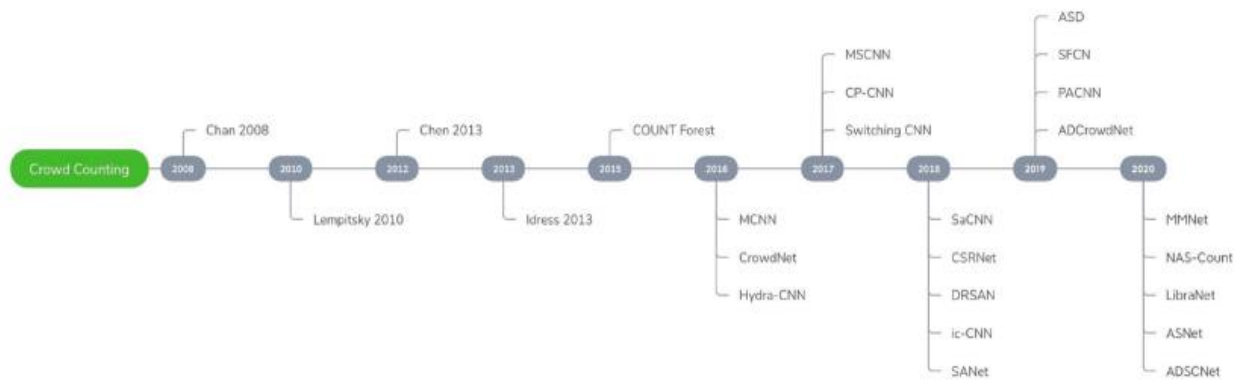 Crowd Counting
2008
Chan 2008
2010
Lempitsky 2010
2012
Chen 2013
2013
Idress 2013
2015
COUNT Forest
2016
MCNN
CrowdNet
Hydra-CNN
2017
MSCNN
CP-CNN
Switching CNN
2018
SaCNN
CSRNet
DRSAN
ic-CNN
SANet
2019
ASD
SFCN
PACNN
ADCrowdNet
2020
MMNet
NAS-Count
LibraNet
ASNet
ADSCNet